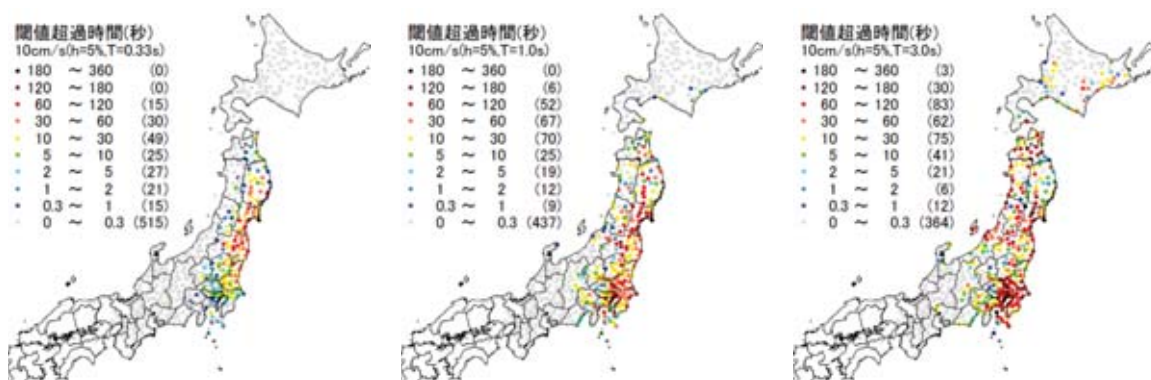 閾値超過時間(秒)
10cm/s(h=5%,T=0.33s)
180 ～ 360 (0)
120 ～ 180 (0)
60 ～ 120 (15)
30 ～ 60 (30)
10 ～ 30 (49)
5 ～ 10 (25)
2 ～ 5 (27)
1 ～ 2 (21)
0.3 ～ 1 (15)
0 ～ 0.3 (515)
閾値超過時間(秒)
10cm/s(h=5%,T=1.0s)
180 ～ 360 (0)
120 ～ 180 (6)
60 ～ 120 (52)
30 ～ 60 (67)
10 ～ 30 (70)
5 ～ 10 (25)
2 ～ 5 (19)
1 ～ 2 (12)
0.3 ～ 1 (9)
0 ～ 0.3 (437)
閾値超過時間(秒)
10cm/s(h=5%,T=3.0s)
180 ～ 360 (3)
120 ～ 180 (30)
60 ～ 120 (83)
30 ～ 60 (62)
10 ～ 30 (75)
5 ～ 10 (41)
2 ～ 5 (21)
1 ～ 2 (6)
0.3 ～ 1 (12)
0 ～ 0.3 (364)